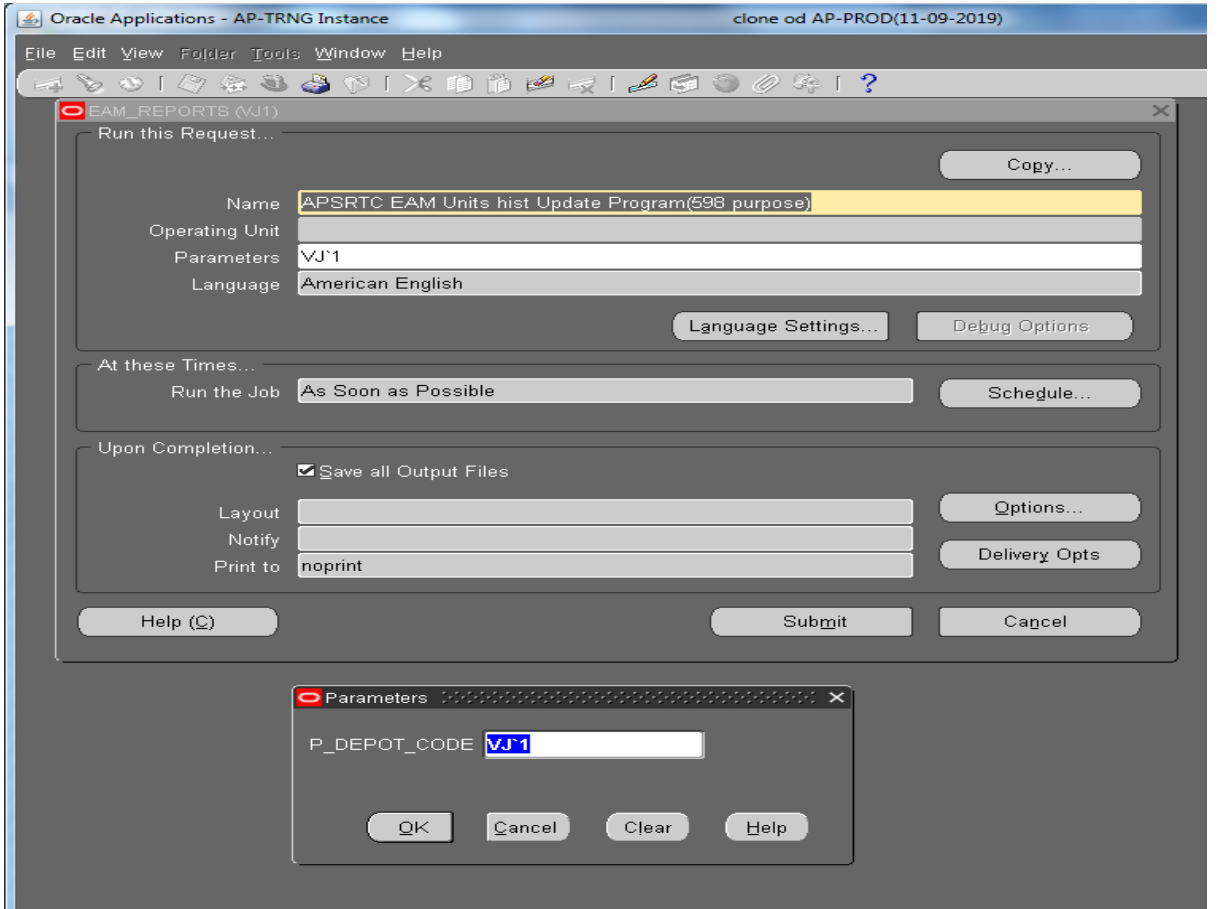 Oracle Applications - AP-TRNG Instance clone od AP-PROD(11-09-2019)
File Edit View Folder Tools Window Help
EAM_REPORTS (VJ1)
Run this Request...
Copy...
Name APSRTC EAM Units hist Update Program(598 purpose)
Operating Unit
Parameters VJ`1
Language American English
Language Settings... Debug Options
At these Times...
Run the Job As Soon as Possible Schedule...
Upon Completion...
Save all Output Files
Layout Options...
Notify
Print to noprint Delivery Opts
Help (C) Submit Cancel
Parameters
P_DEPOT_CODE VJ`1
OK Cancel Clear Help